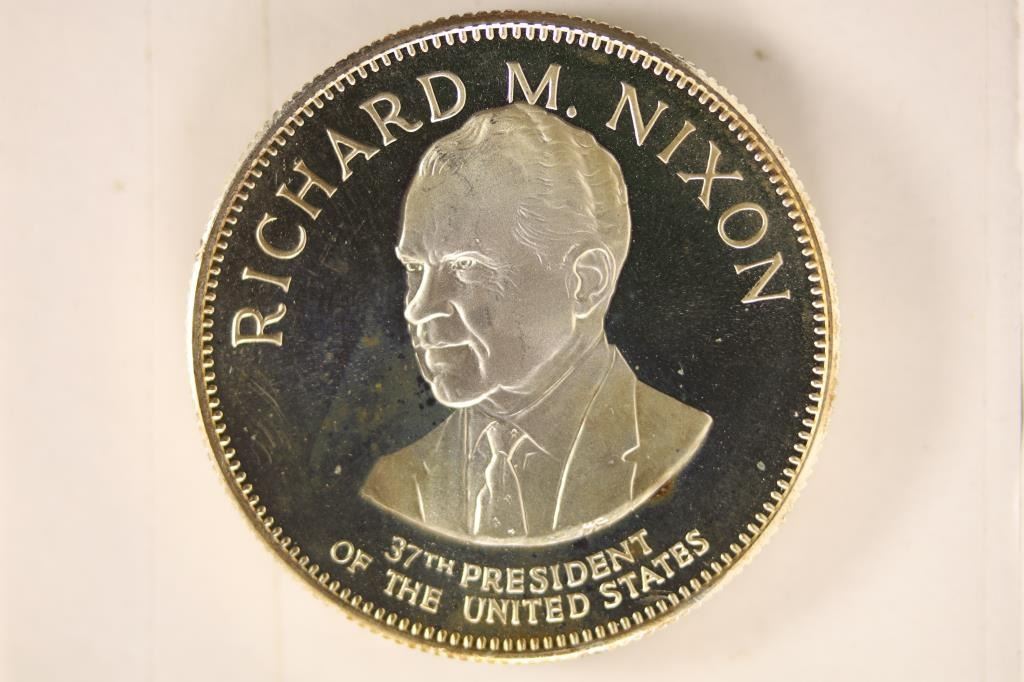 RICHARD M. NIXON
37TH PRESIDENT
OF THE UNITED STATES